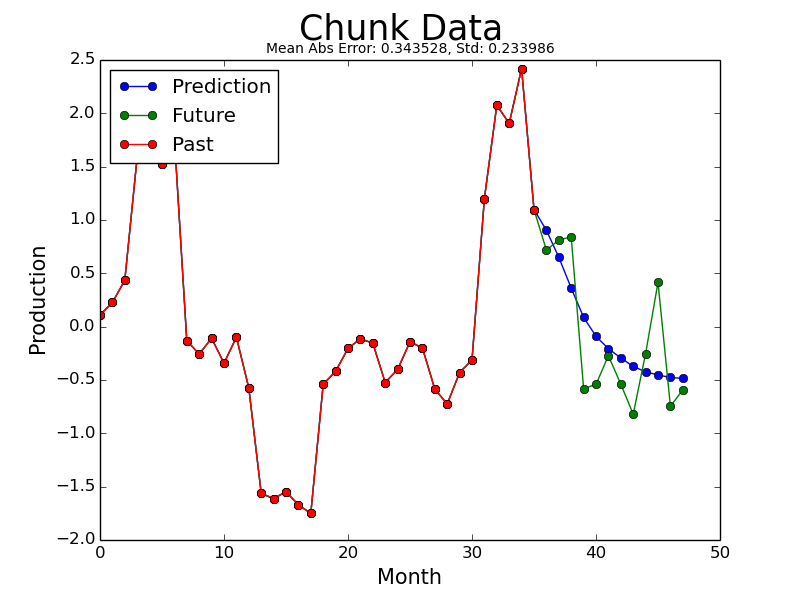 Chunk Data
Mean Abs Error: 0.343528, Std: 0.233986
2.5
2.0
1.5
1.0
0.5
0.0
−0.5
−1.0
−1.5
−2.0
Prediction
Future
Past
Production
0 10 20 30 40 50
Month